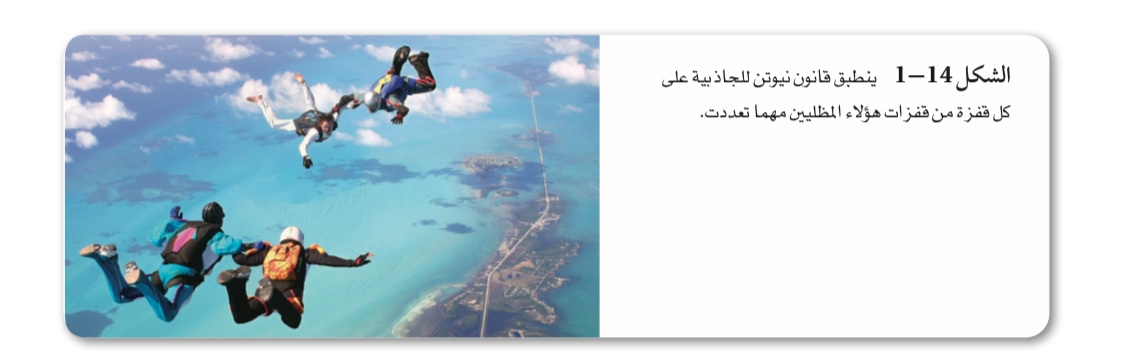 الشكل 14–1 ينطبق قانون نيوتن للجاذبية على
كل قفزة من قفزات هؤلاء المظليين مهما تعددت.